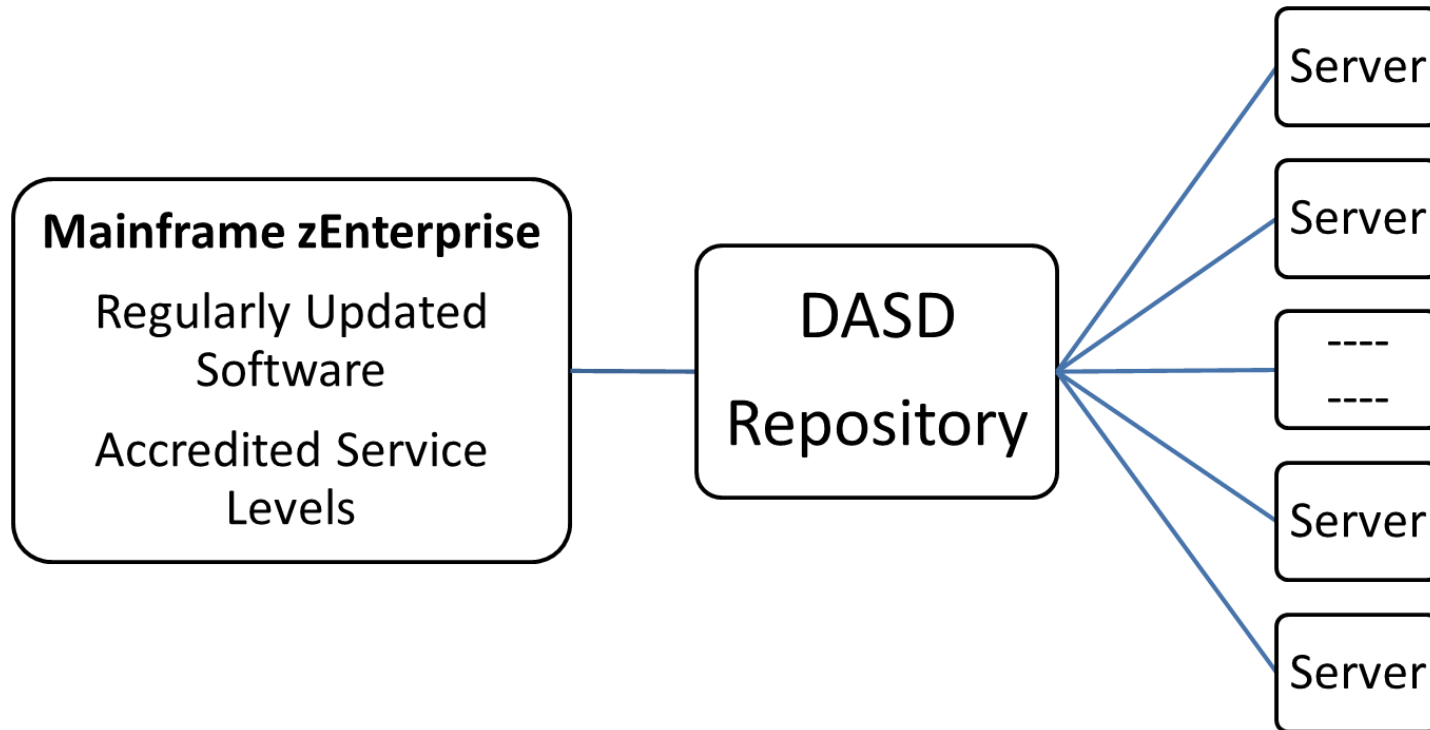 Mainframe zEnterprise
Regularly Updated
Software
Accredited Service
Levels
DASD
Repository
Server
Server
----
----
Server
Server